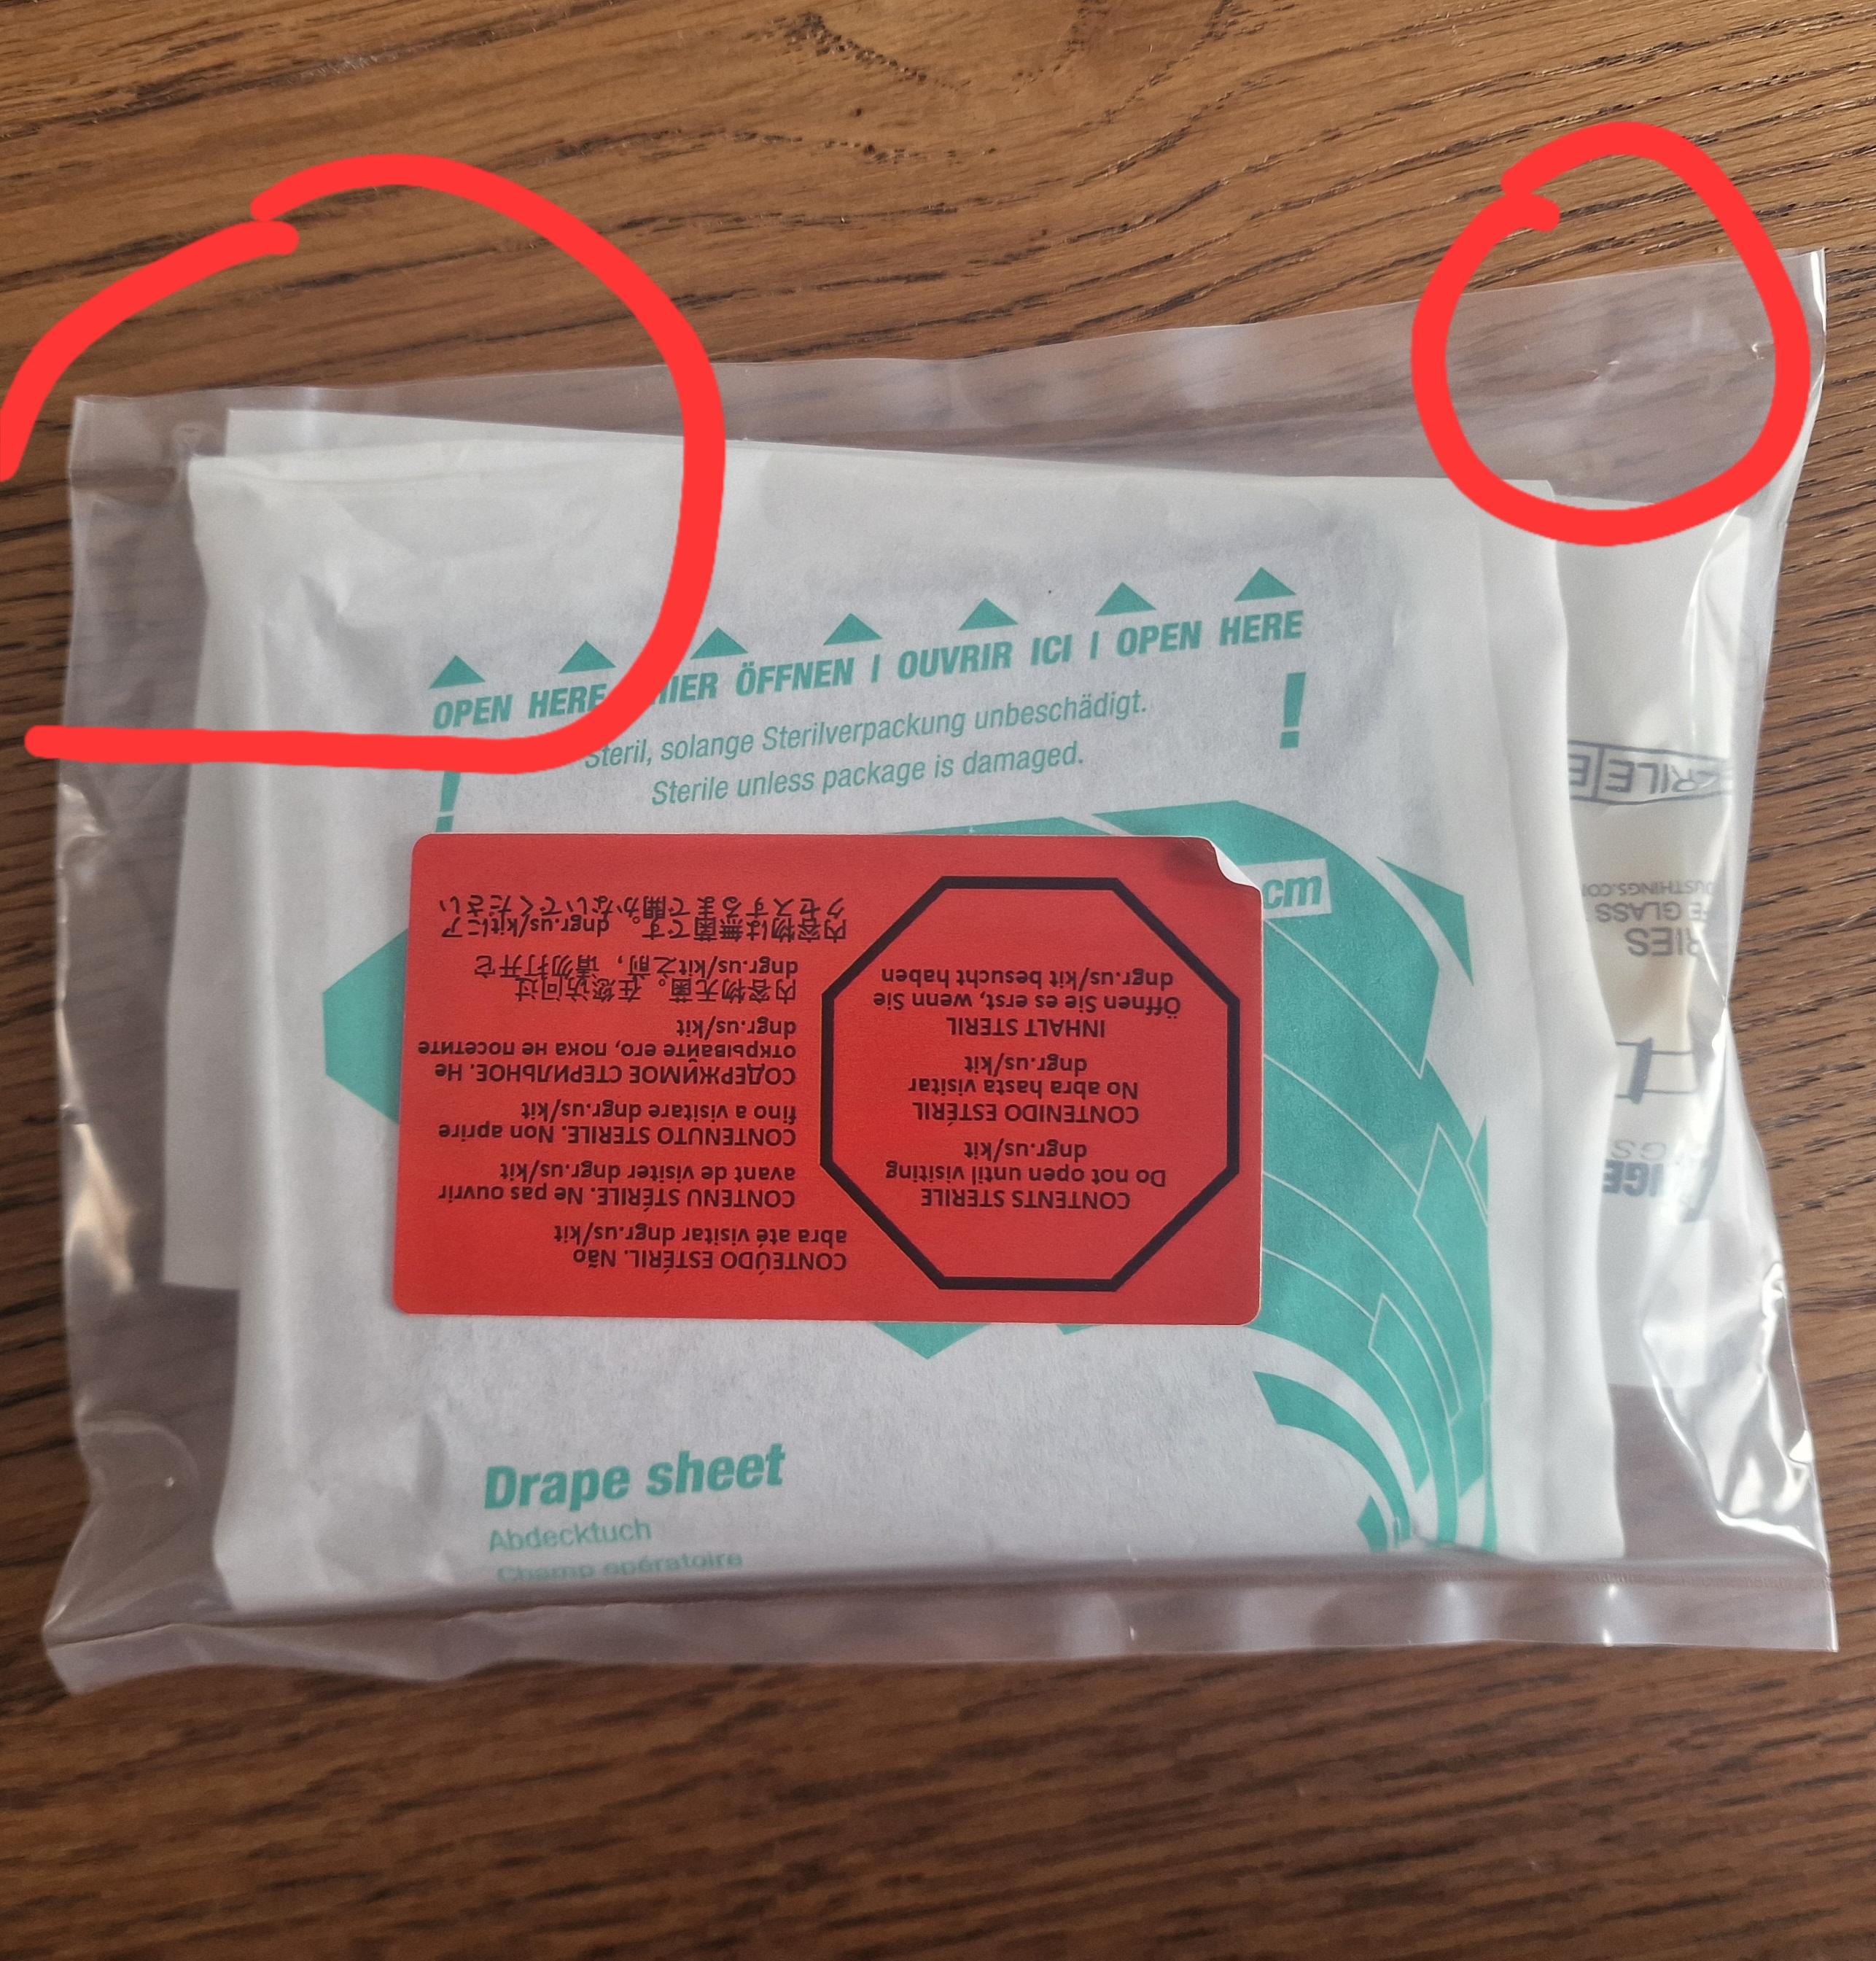 OPEN HERE HIER ÖFFNEN | OUVRIR ICI | OPEN HERE
! !
Steril, solange Sterilverpackung unbeschädigt.
Sterile unless package is damaged.
cm
CONTENTS STERILE
Do not open until visiting
dngr.us/kit
CONTENIDO ESTÉRIL
No abra hasta visitar
dngr.us/kit
INHALT STERIL
Öffnen Sie es erst, wenn Sie
dngr.us/kit besucht haben
CONTEÚDO ESTÉRIL. Não
abra até visitar dngr.us/kit
CONTENU STÉRILE. Ne pas ouvrir
avant de visiter dngr.us/kit
CONTENUTO STERILE. Non aprire
fino a visitare dngr.us/kit
СОДЕРЖИМОЕ СТЕРИЛЬНОЕ. Не
открывайте его, пока не посетите
dngr.us/kit
内容物无菌。在您访问过
dngr.us/kit之前，请勿打开它
内容物は無菌です。dngr.us/kitにア
クセスするまで開かないでください
Drape sheet
Abdecktuch
Champ opératoire
STERILE E
GLASS